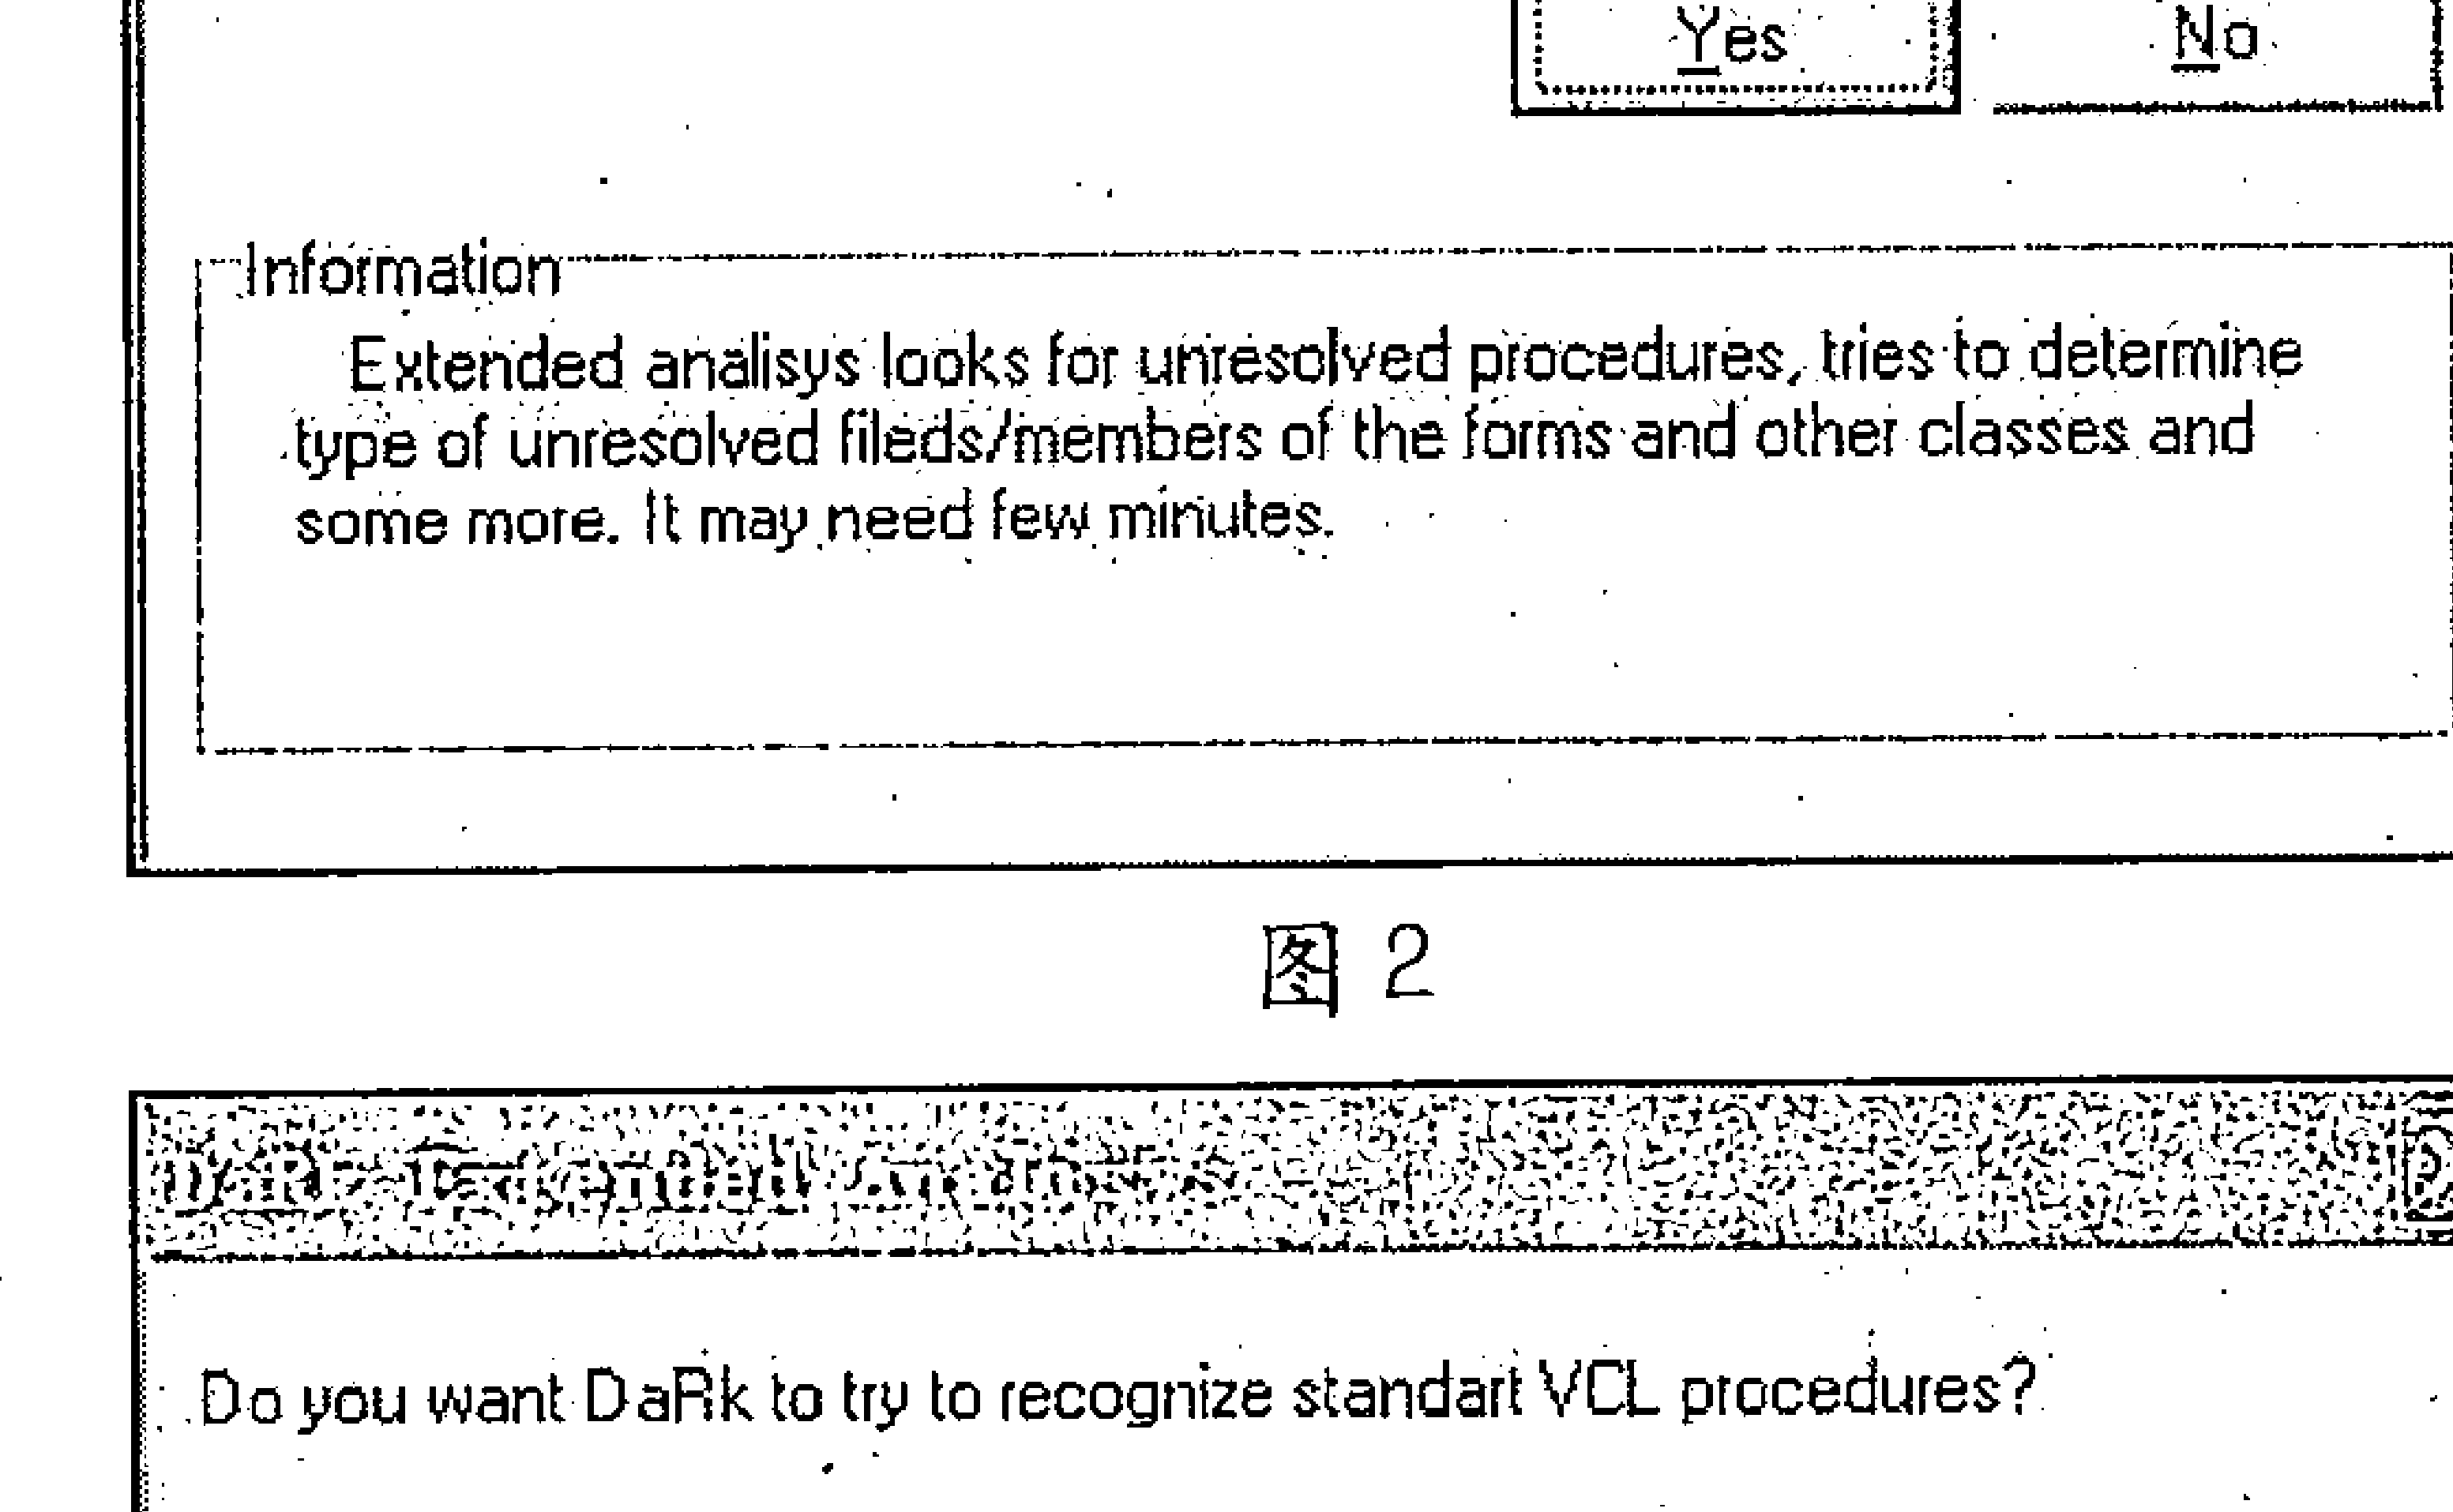 Yes No
Information
Extended analisys looks for unresolved procedures, tries to determine
type of unresolved fileds/members of the forms and other classes and
some more. It may need few minutes.
图 2
DaRk Extended
Do you want DaRk to try to recognize standart VCL procedures?